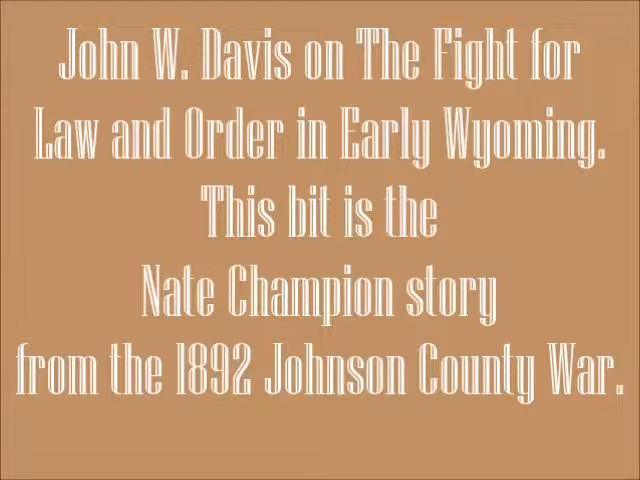 John W. Davis on The Fight for
Law and Order in Early Wyoming.
This bit is the
Nate Champion story
from the 1892 Johnson County War.